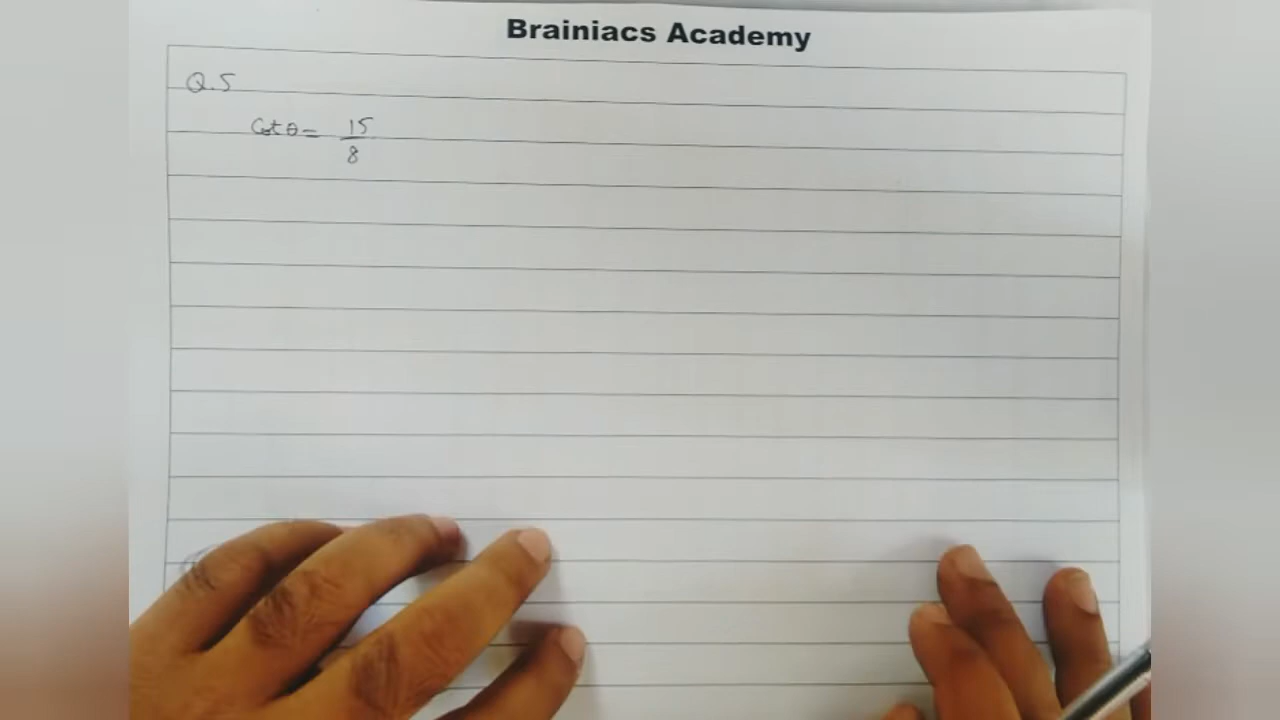 Brainiacs Academy
Q.5
Cot θ = 15/8